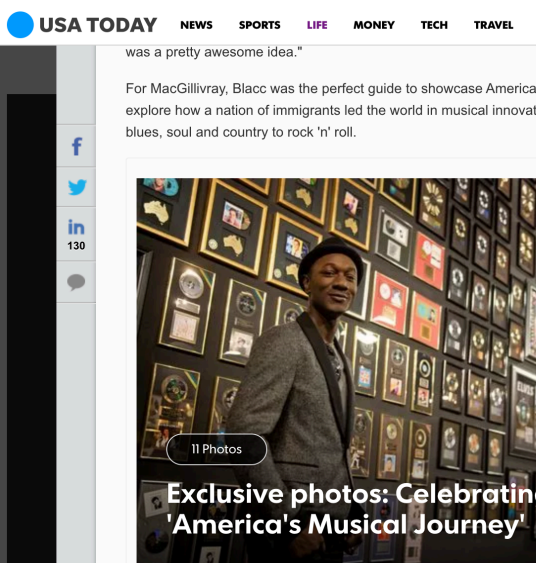 USA TODAY NEWS SPORTS LIFE MONEY TECH TRAVEL
was a pretty awesome idea."
For MacGillivray, Blacc was the perfect guide to showcase America
explore how a nation of immigrants led the world in musical innovat
blues, soul and country to rock 'n' roll.
f
in
130
ELVIS
11 Photos
Exclusive photos: Celebratin
'America's Musical Journey'